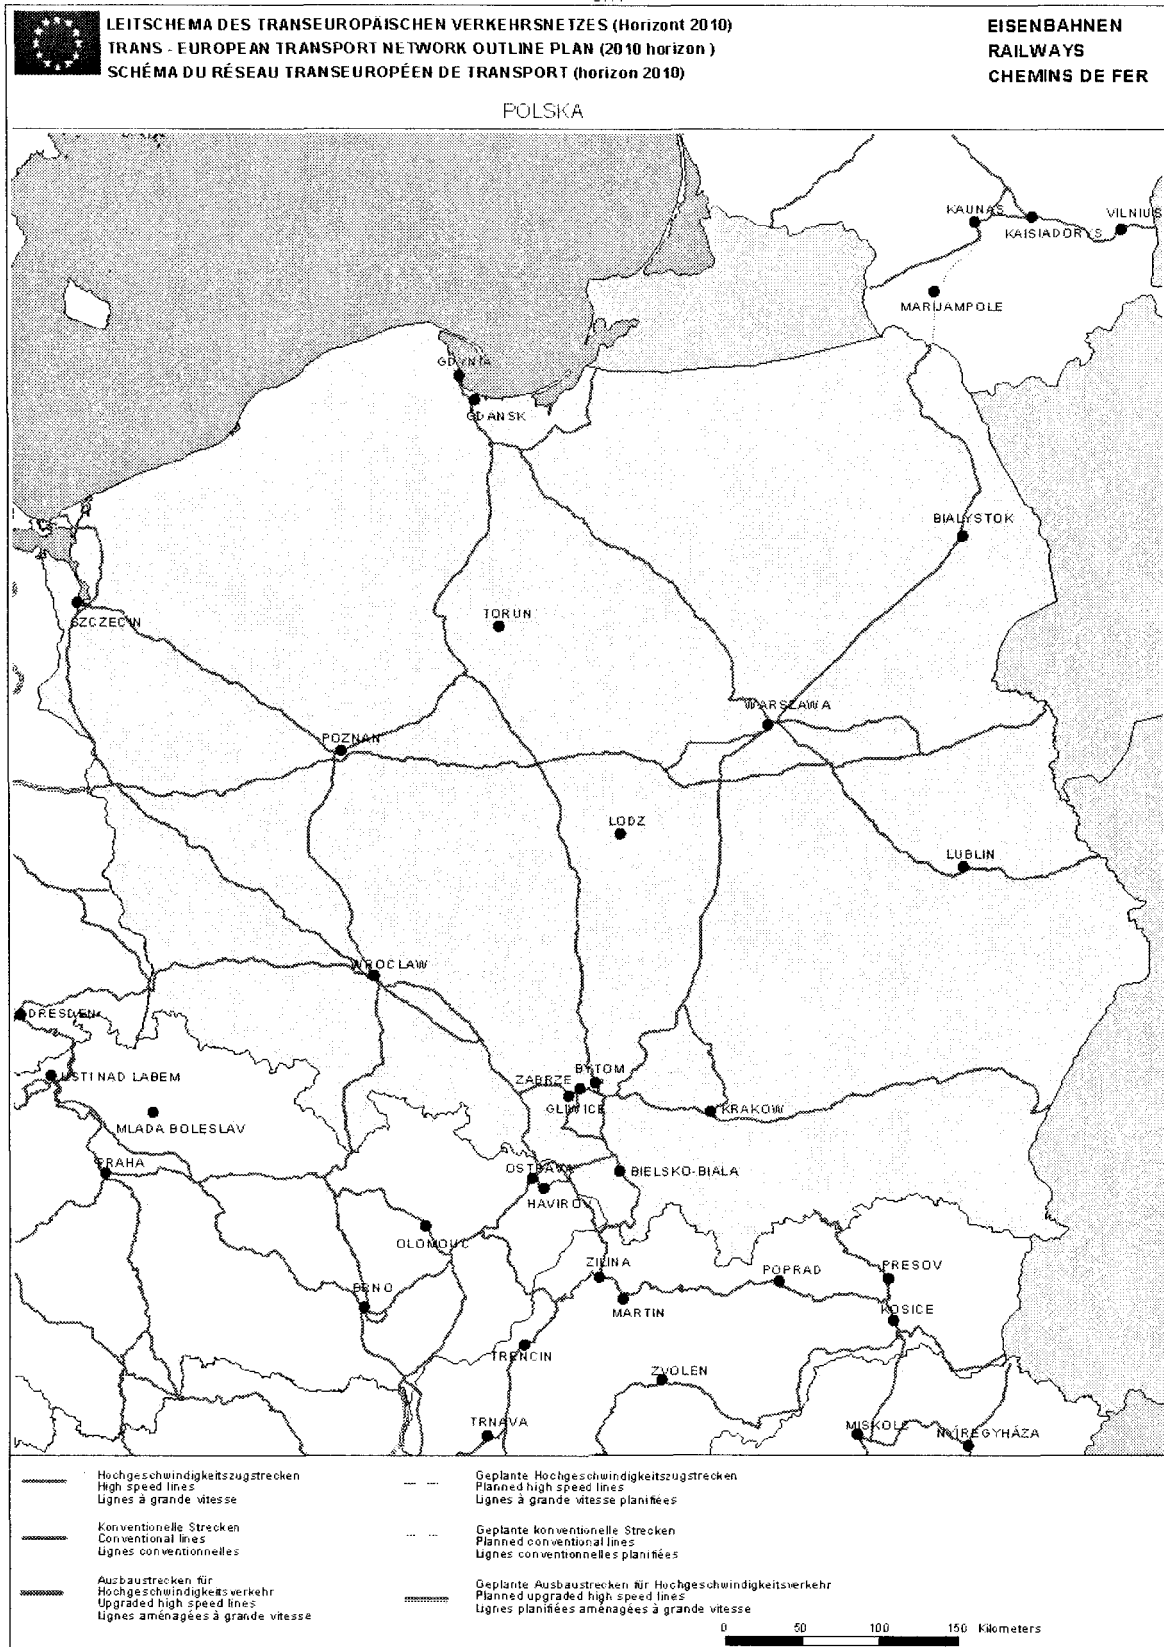 LEITSCHEMA DES TRANSEUROPÄISCHEN VERKEHRSNETZES (Horizont 2010)
TRANS - EUROPEAN TRANSPORT NETWORK OUTLINE PLAN (2010 horizon )
SCHÉMA DU RÉSEAU TRANSEUROPÉEN DE TRANSPORT (horizon 2010)
EISENBAHNEN
RAILWAYS
CHEMINS DE FER
POLSKA
KAUNAS
KAISIADORYS
VILNIUS
MARIJAMPOLE
GDYNIA
GDANSK
BIALYSTOK
SZCZECIN
TORUN
WARSZAWA
POZNAN
LODZ
LUBLIN
WROCLAW
DRESDEN
USTI NAD LABEM
ZABRZE
BYTOM
GLIWICE
KRAKOW
MLADA BOLESLAV
PRAHA
OSTRAVA
BIELSKO-BIALA
HAVIROV
OLOMOUC
ZILINA
POPRAD
PRESOV
BRNO
MARTIN
KOSICE
TRENCIN
ZVOLEN
TRNAVA
MISKOLC
NYÍREGYHÁZA
Hochgeschwindigkeitszugstrecken
High speed lines
Lignes à grande vitesse
Konventionelle Strecken
Conventional lines
Lignes conventionnelles
Ausbaustrecken für
Hochgeschwindigkeitsverkehr
Upgraded high speed lines
Lignes aménagées à grande vitesse
Geplante Hochgeschwindigkeitszugstrecken
Planned high speed lines
Lignes à grande vitesse planifiées
Geplante konventionelle Strecken
Planned conventional lines
Lignes conventionnelles planifiées
Geplante Ausbaustrecken für Hochgeschwindigkeitsverkehr
Planned upgraded high speed lines
Lignes planifiées aménagées à grande vitesse
0 50 100 150 Kilometers